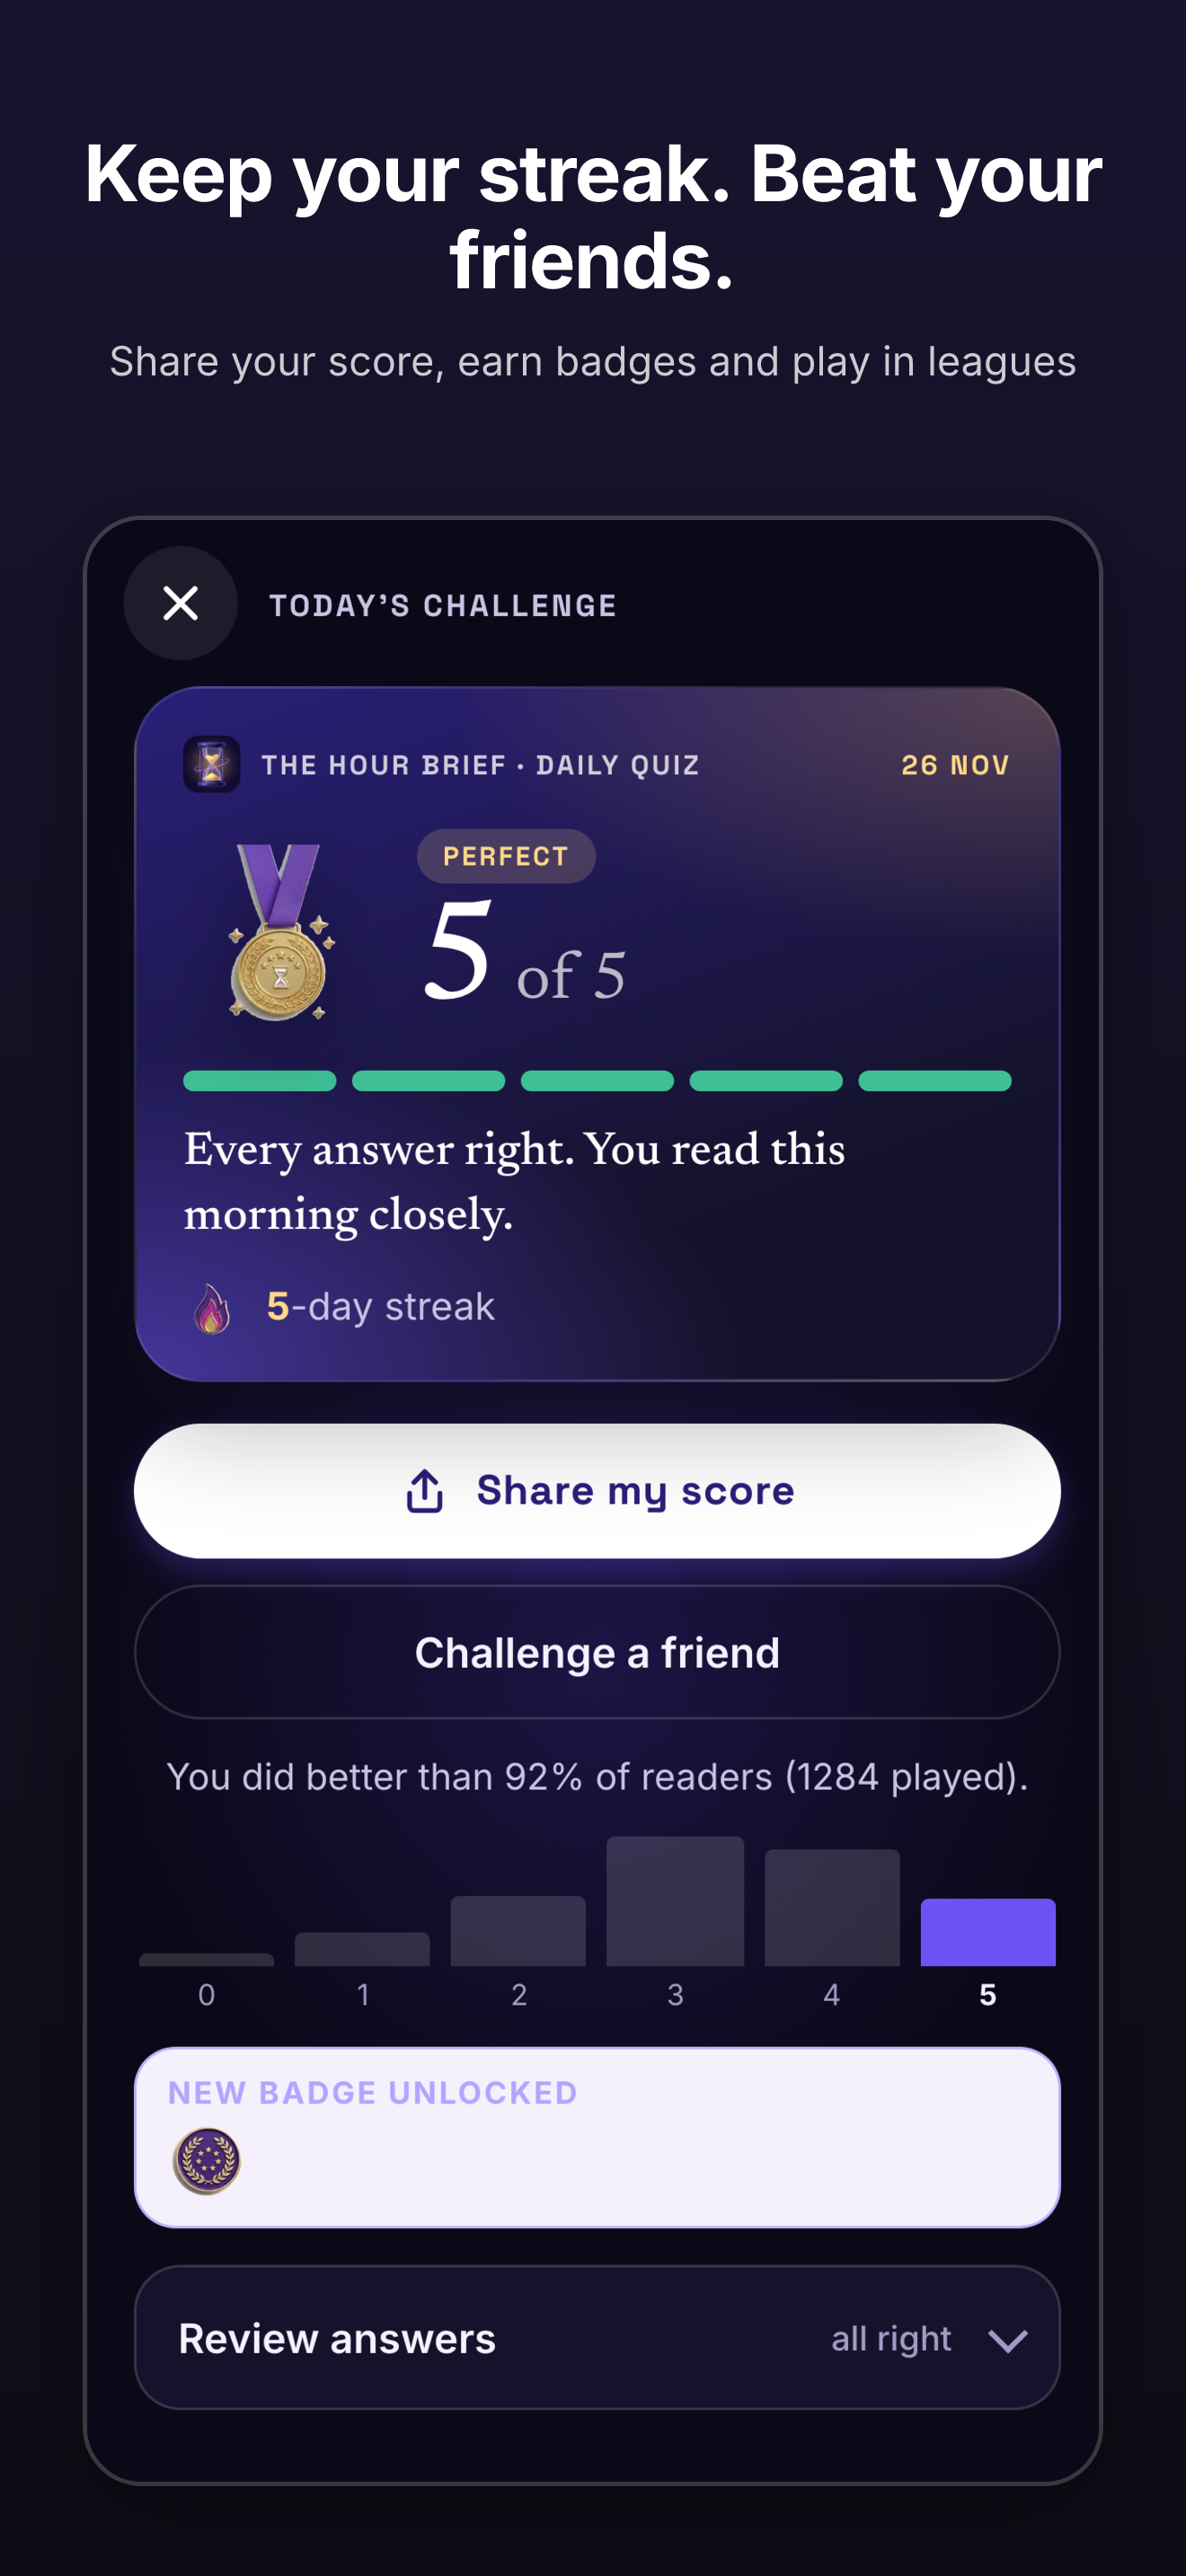 Keep your streak. Beat your
friends.
Share your score, earn badges and play in leagues
TODAY’S CHALLENGE
THE HOUR BRIEF · DAILY QUIZ
26 NOV
PERFECT
5 of 5
Every answer right. You read this
morning closely.
5-day streak
Share my score
Challenge a friend
You did better than 92% of readers (1284 played).
0 1 2 3 4 5
NEW BADGE UNLOCKED
Review answers
all right